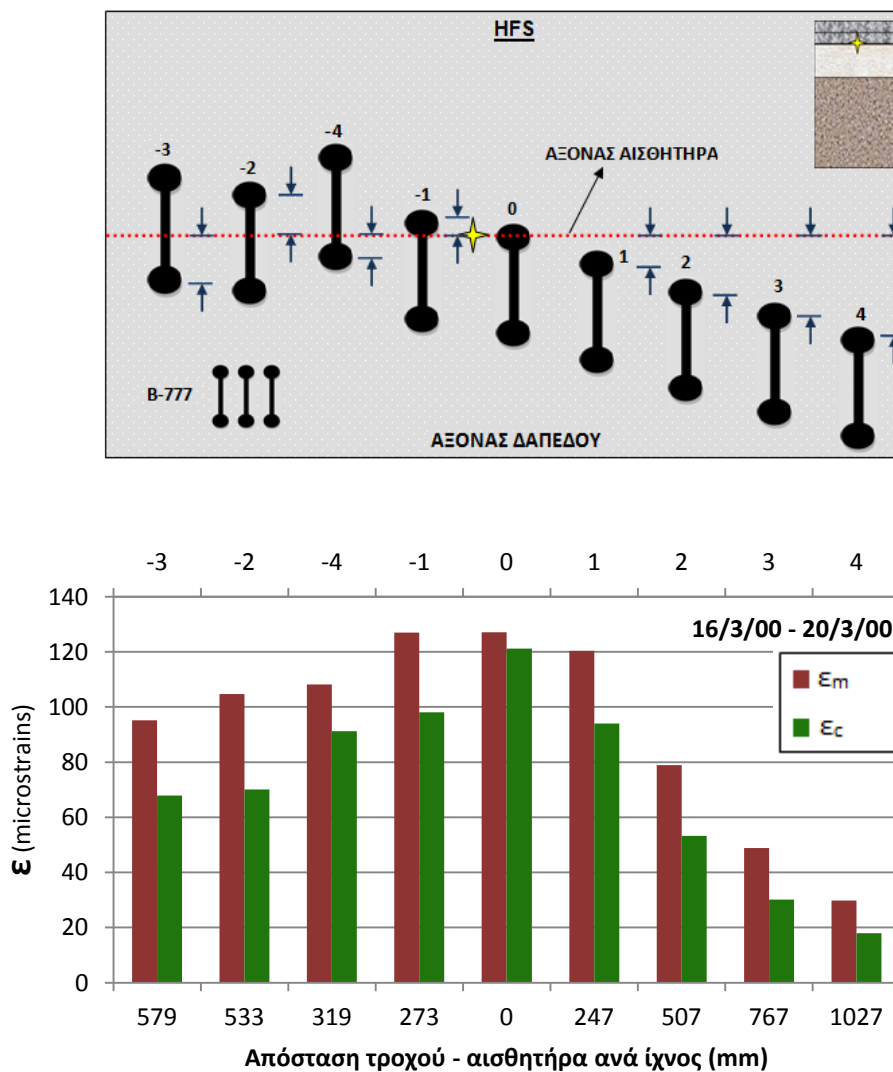 HFS
-4
-3
-2
ΑΞΟΝΑΣ ΑΙΣΘΗΤΗΡΑ
-1
0
1
2
3
4
B-777
ΑΞΟΝΑΣ ΔΑΠΕΔΟΥ
-3 -2 -4 -1 0 1 2 3 4
140
16/3/00 - 20/3/00
120
εm
100
εc
80
60
40
20
0
ε (microstrains)
579 533 319 273 0 247 507 767 1027
Απόσταση τροχού - αισθητήρα ανά ίχνος (mm)